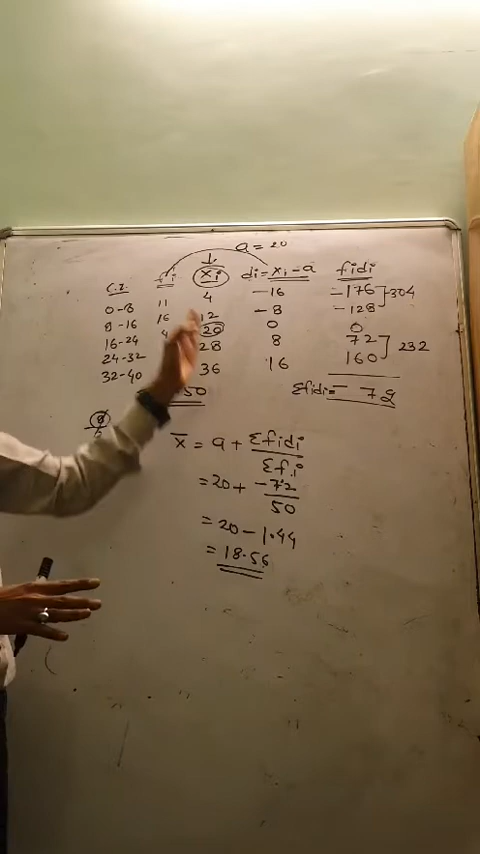 a = 20
C.I. fi xi di = xi - a fidi
0-8 11 4 -16 -176 ] 304
8-16 16 12 -8 -128
16-24 4 20 0 0
24-32 28 8 72 ] 232
32-40 36 16 160
50 Σfidi = -72
x̄ = a + Σfidi / Σfi
= 20 + -72 / 50
= 20 - 1.44
= 18.56